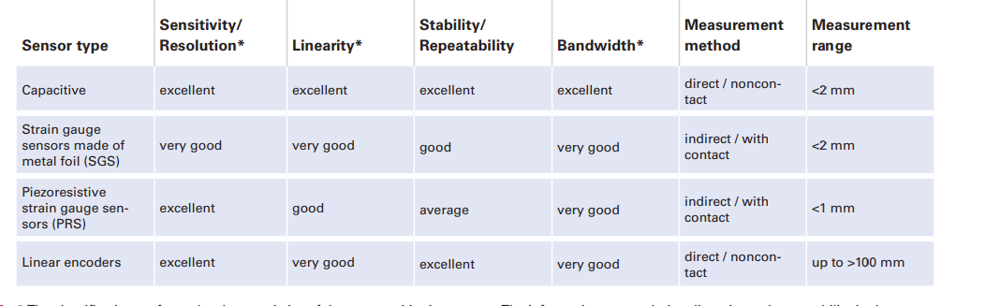 Sensor type
Sensitivity/
Resolution*
Linearity*
Stability/
Repeatability
Bandwidth*
Measurement
method
Measurement
range
Capacitive
excellent
excellent
excellent
excellent
direct / noncon-
tact
<2 mm
Strain gauge
sensors made of
metal foil (SGS)
very good
very good
good
very good
indirect / with
contact
<2 mm
Piezoresistive
strain gauge sen-
sors (PRS)
excellent
good
average
very good
indirect / with
contact
<1 mm
Linear encoders
excellent
very good
excellent
very good
direct / noncon-
tact
up to >100 mm